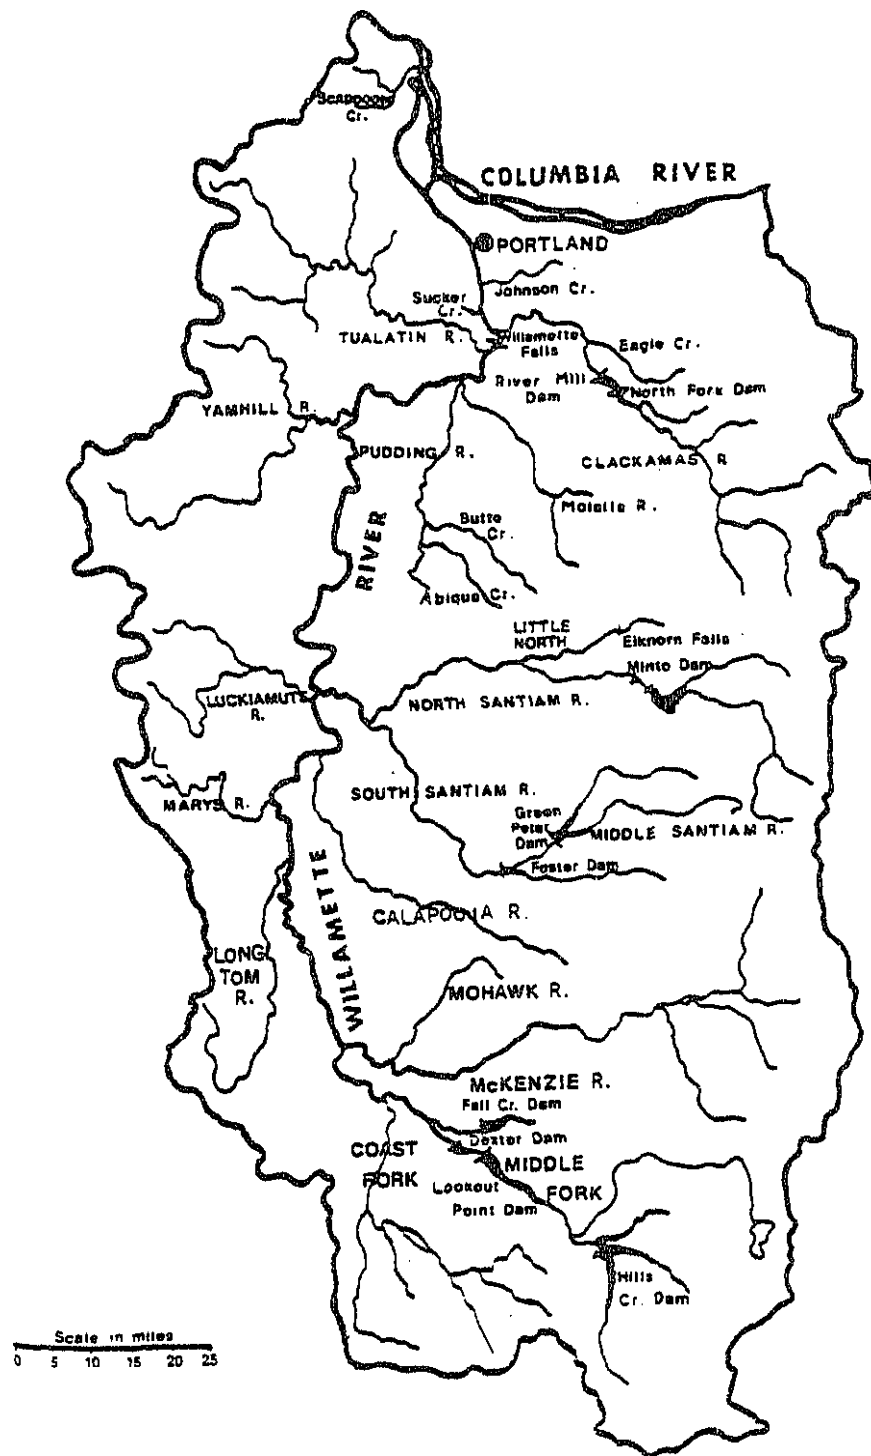 Scappoose
Cr.
COLUMBIA RIVER
PORTLAND
Johnson Cr.
Sucker
Cr.
TUALATIN R.
Willamette
Falls
Eagle Cr.
River Mill
Dam
North Fork Dam
YAMHILL R.
PUDDING R.
CLACKAMAS R
Molalla R.
Butte
Cr.
RIVER
Abiqua Cr.
LITTLE
NORTH
Elkhorn Falls
Minto Dam
LUCKIAMUTE
R.
NORTH SANTIAM R.
SOUTH SANTIAM R.
MARYS R.
Green
Peter
Dam
MIDDLE SANTIAM R.
Foster Dam
WILLAMETTE
CALAPOOIA R.
LONG
TOM
R.
MOHAWK R.
McKENZIE R.
Fall Cr. Dam
Dexter Dam
COAST
FORK
MIDDLE
FORK
Lookout
Point Dam
Hills
Cr. Dam
Scale in miles
0 5 10 15 20 25